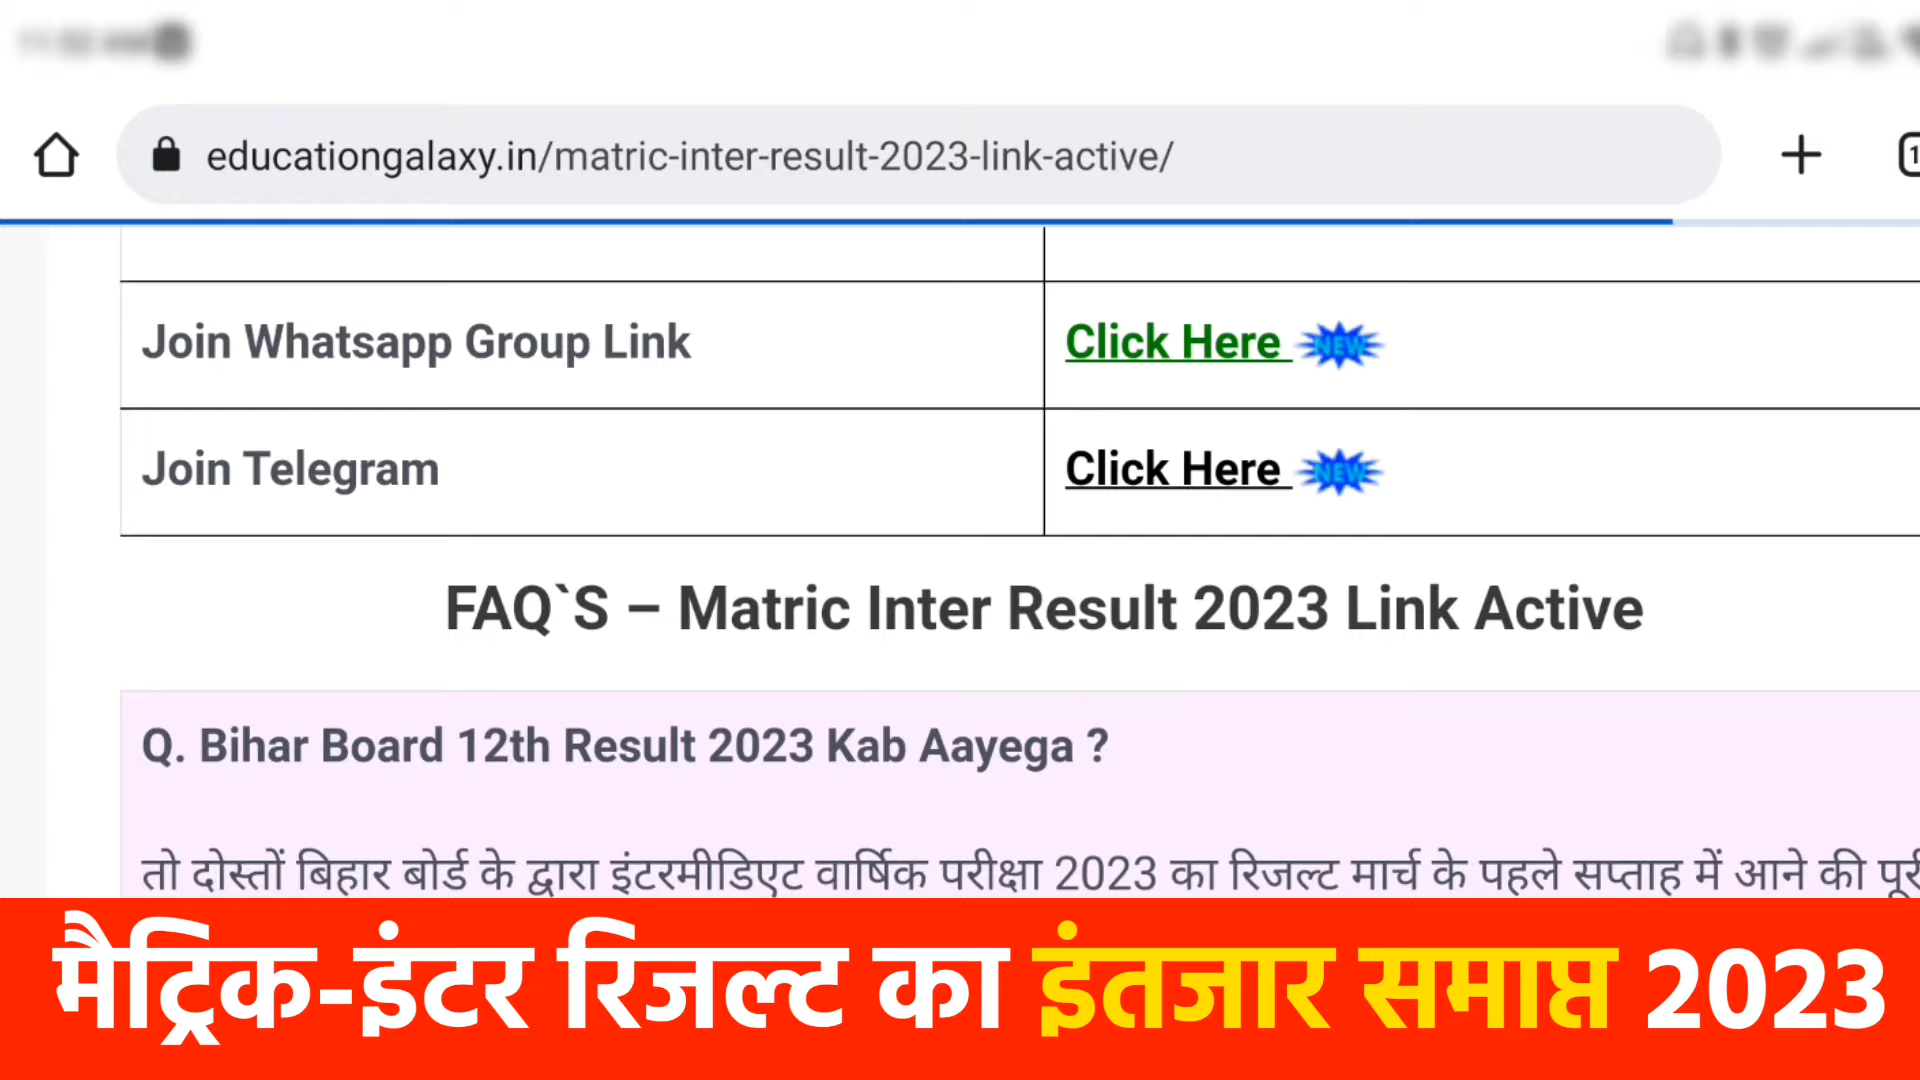 educationgalaxy.in/matric-inter-result-2023-link-active/
Join Whatsapp Group Link
Click Here NEW
Join Telegram
Click Here NEW
FAQ`S – Matric Inter Result 2023 Link Active
Q. Bihar Board 12th Result 2023 Kab Aayega ?
तो दोस्तों बिहार बोर्ड के द्वारा इंटरमीडिएट वार्षिक परीक्षा 2023 का रिजल्ट मार्च के पहले सप्ताह में आने की
मैट्रिक-इंटर रिजल्ट का इंतजार समाप्त 2023